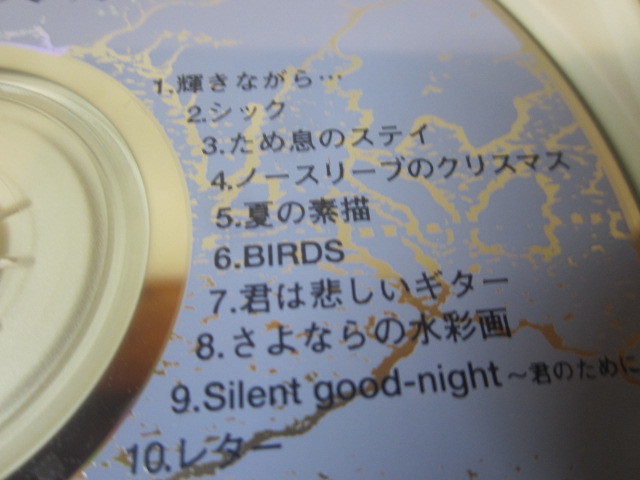 1.輝きながら…
2.シック
3.ため息のステイ
4.ノースリーブのクリスマス
5.夏の素描
6.BIRDS
7.君は悲しいギター
8.さよならの水彩画
9.Silent good-night〜君のために
10.レター